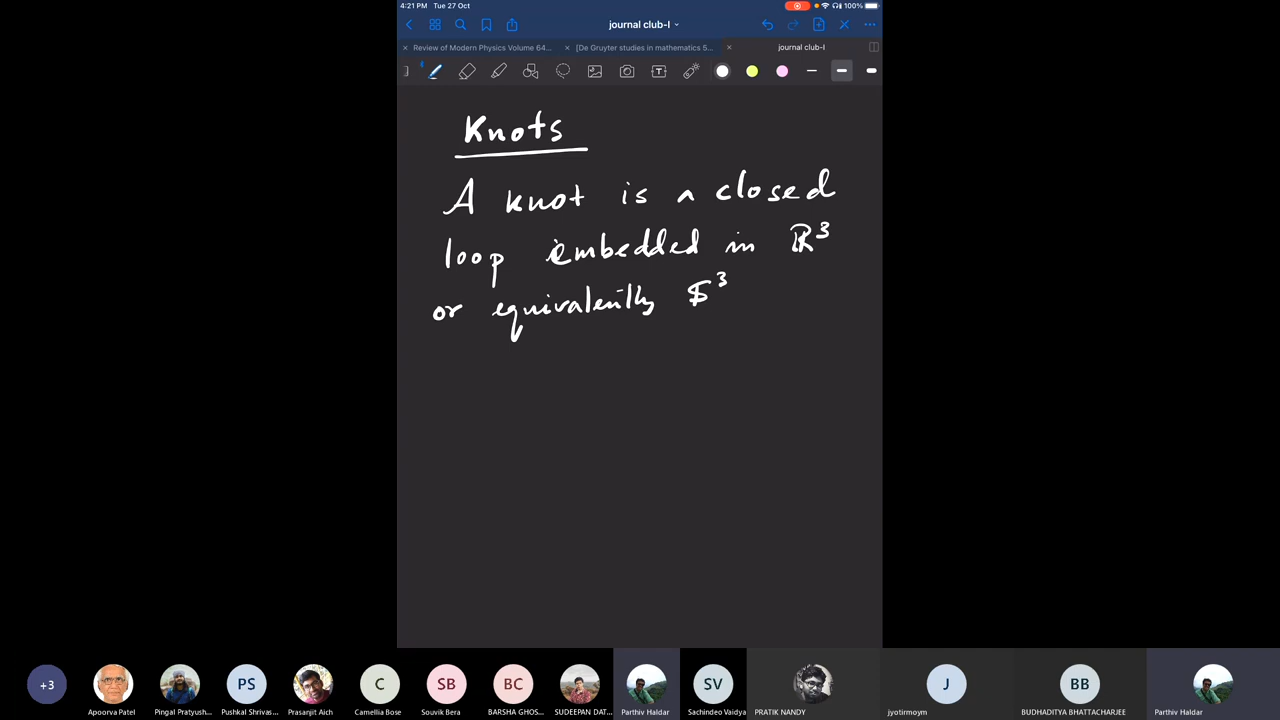 4:21 PM Tue 27 Oct
100%
journal club-I
Review of Modern Physics Volume 64...
[De Gruyter studies in mathematics 5...
journal club-I
Knots
A knot is a closed
loop embedded in ℝ³
or equivalently 𝕊³
+3
PS
C
SB
BC
SV
J
BB
Apoorva Patel
Pingal Pratyush...
Pushkal Shrivas...
Prasanjit Aich
Camellia Bose
Souvik Bera
BARSHA GHOS...
SUDEEPAN DAT...
Parthiv Haldar
Sachindeo Vaidya
PRATIK NANDY
jyotirmoym
BUDHADITYA BHATTACHARJEE
Parthiv Haldar